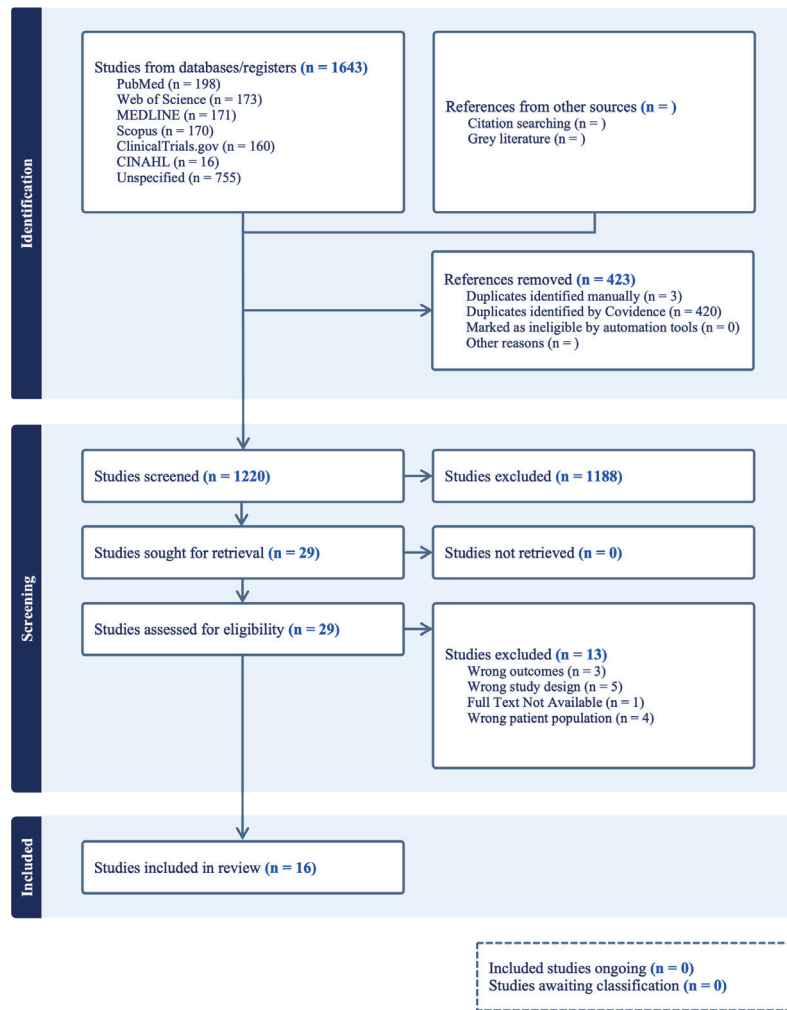 Identification
Studies from databases/registers (n = 1643)
PubMed (n = 198)
Web of Science (n = 173)
MEDLINE (n = 171)
Scopus (n = 170)
ClinicalTrials.gov (n = 160)
CINAHL (n = 16)
Unspecified (n = 755)
References from other sources (n = )
Citation searching (n = )
Grey literature (n = )
References removed (n = 423)
Duplicates identified manually (n = 3)
Duplicates identified by Covidence (n = 420)
Marked as ineligible by automation tools (n = 0)
Other reasons (n = )
Screening
Studies screened (n = 1220)
Studies excluded (n = 1188)
Studies sought for retrieval (n = 29)
Studies not retrieved (n = 0)
Studies assessed for eligibility (n = 29)
Studies excluded (n = 13)
Wrong outcomes (n = 3)
Wrong study design (n = 5)
Full Text Not Available (n = 1)
Wrong patient population (n = 4)
Included
Studies included in review (n = 16)
Included studies ongoing (n = 0)
Studies awaiting classification (n = 0)